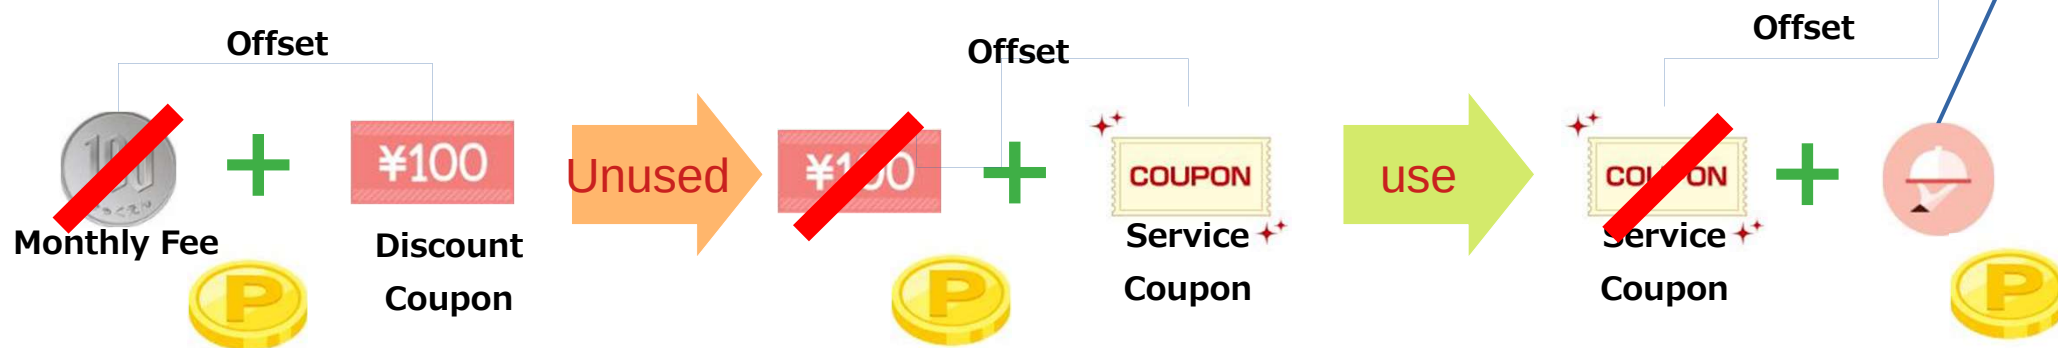 Offset
Offset
Offset
¥100
Unused
COUPON
use
Monthly Fee
Discount
Coupon
Service
Coupon
Service
Coupon
P
P
P